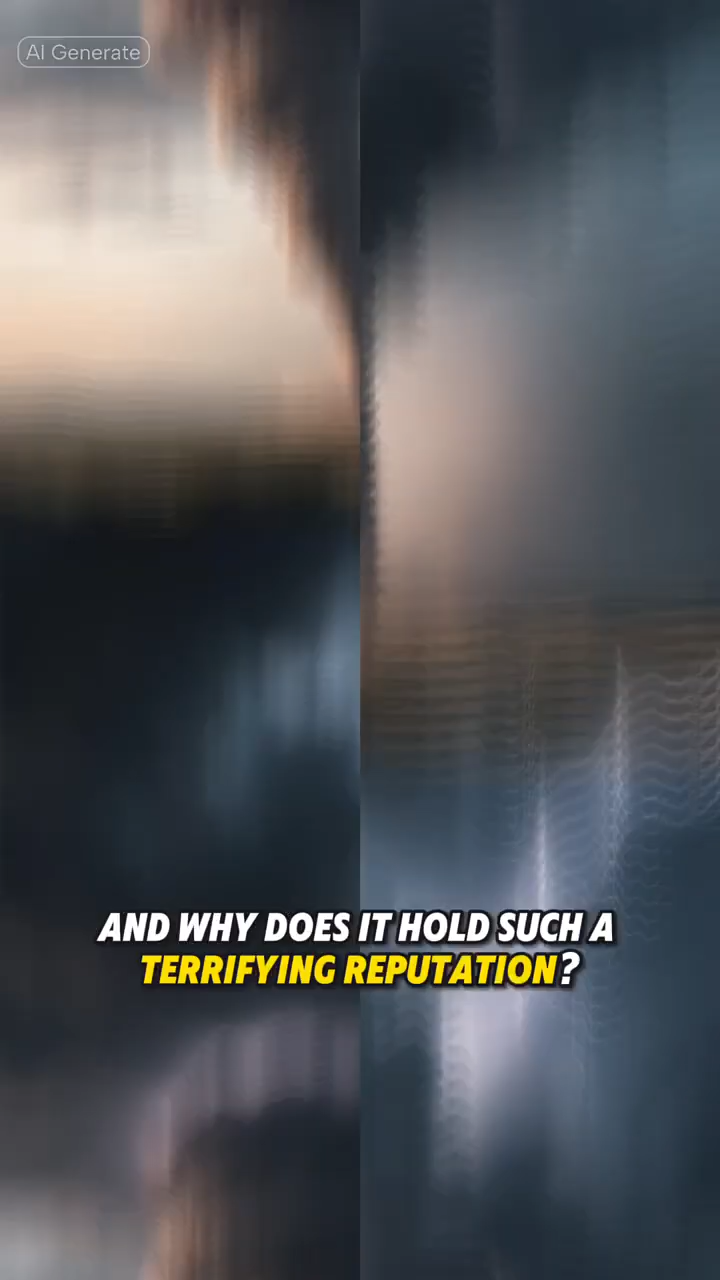 AI Generate
AND WHY DOES IT HOLD SUCH A
TERRIFYING REPUTATION?